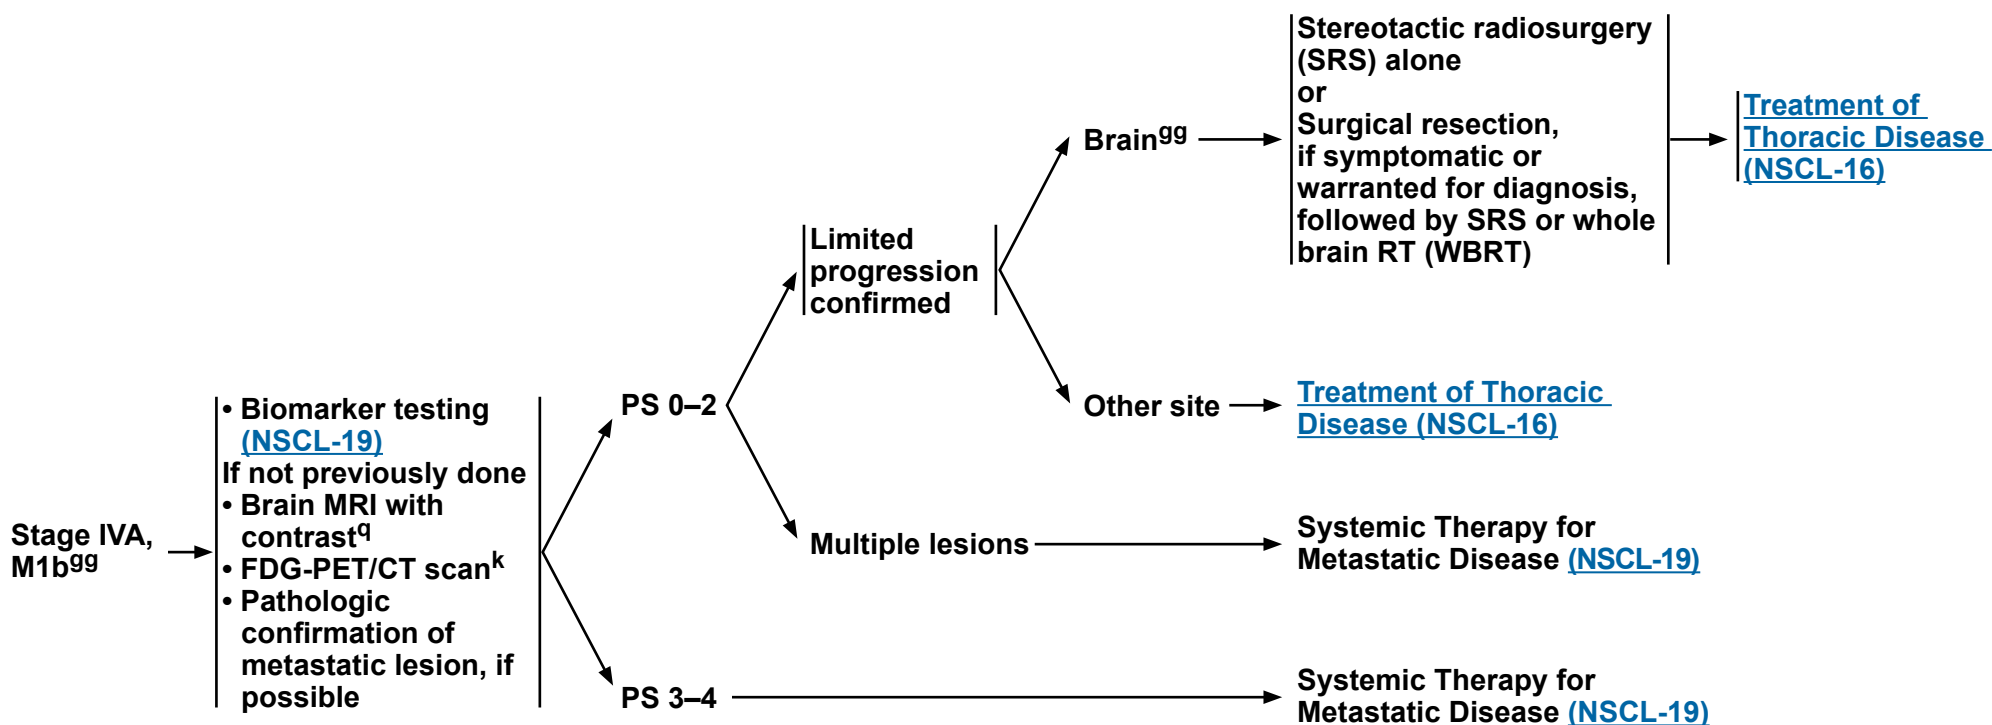 Stage IVA,
M1bgg
• Biomarker testing
(NSCL-19)
If not previously done
• Brain MRI with
contrastq
• FDG-PET/CT scank
• Pathologic
confirmation of
metastatic lesion, if
possible
PS 0–2
PS 3–4
Limited
progression
confirmed
Multiple lesions
Braingg
Other site
Stereotactic radiosurgery
(SRS) alone
or
Surgical resection,
if symptomatic or
warranted for diagnosis,
followed by SRS or whole
brain RT (WBRT)
Treatment of
Thoracic Disease
(NSCL-16)
Treatment of Thoracic
Disease (NSCL-16)
Systemic Therapy for
Metastatic Disease (NSCL-19)
Systemic Therapy for
Metastatic Disease (NSCL-19)